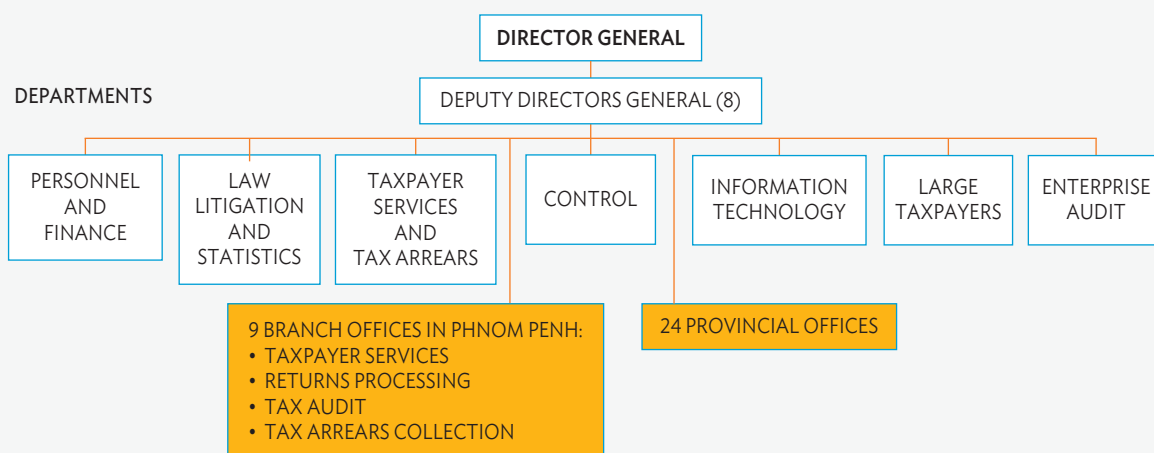 DIRECTOR GENERAL
DEPARTMENTS
DEPUTY DIRECTORS GENERAL (8)
PERSONNEL
AND
FINANCE
LAW
LITIGATION
AND
STATISTICS
TAXPAYER
SERVICES
AND
TAX ARREARS
CONTROL
INFORMATION
TECHNOLOGY
LARGE
TAXPAYERS
ENTERPRISE
AUDIT
9 BRANCH OFFICES IN PHNOM PENH:
• TAXPAYER SERVICES
• RETURNS PROCESSING
• TAX AUDIT
• TAX ARREARS COLLECTION
24 PROVINCIAL OFFICES